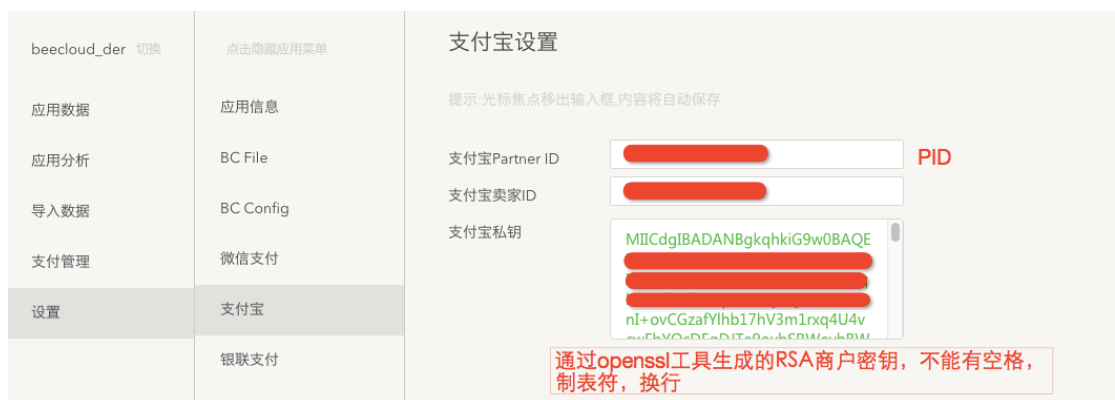 beecloud_der 切换
应用数据
应用分析
导入数据
支付管理
设置
点击隐藏应用菜单
应用信息
BC File
BC Config
微信支付
支付宝
银联支付
支付宝设置
提示:光标焦点移出输入框,内容将自动保存
支付宝Partner ID
PID
支付宝卖家ID
支付宝私钥
MIICdgIBADANBgkqhkiG9w0BAQE
nI+ovCGzafYlhb17hV3m1rxq4U4v
通过openssl工具生成的RSA商户密钥，不能有空格，
制表符，换行